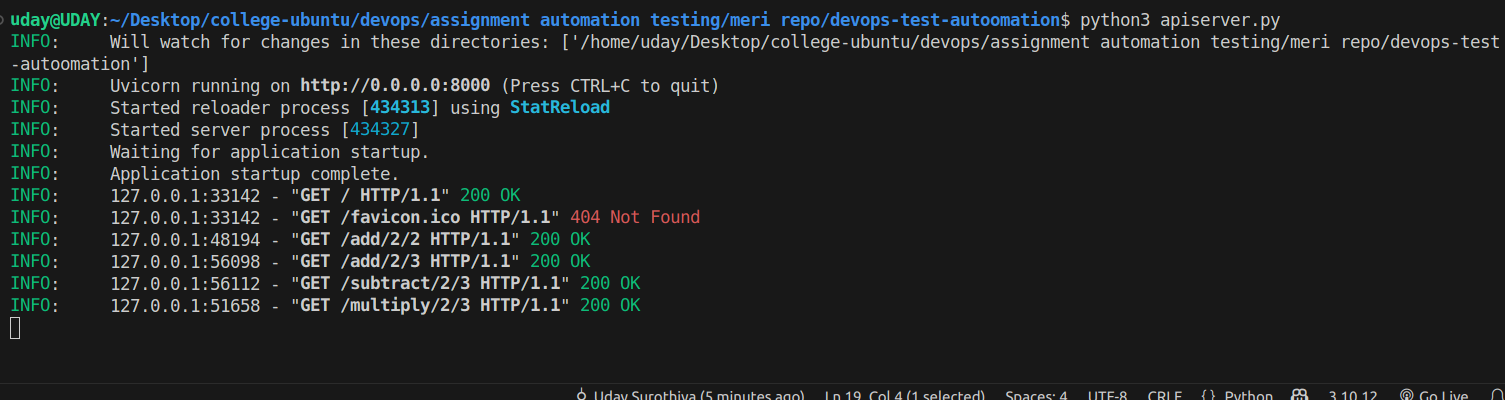 uday@UDAY:~/Desktop/college-ubuntu/devops/assignment automation testing/meri repo/devops-test-autoomation$ python3 apiserver.py
INFO:     Will watch for changes in these directories: ['/home/uday/Desktop/college-ubuntu/devops/assignment automation testing/meri repo/devops-test
-autoomation']
INFO:     Uvicorn running on http://0.0.0.0:8000 (Press CTRL+C to quit)
INFO:     Started reloader process [434313] using StatReload
INFO:     Started server process [434327]
INFO:     Waiting for application startup.
INFO:     Application startup complete.
INFO:     127.0.0.1:33142 - "GET / HTTP/1.1" 200 OK
INFO:     127.0.0.1:33142 - "GET /favicon.ico HTTP/1.1" 404 Not Found
INFO:     127.0.0.1:48194 - "GET /add/2/2 HTTP/1.1" 200 OK
INFO:     127.0.0.1:56098 - "GET /add/2/3 HTTP/1.1" 200 OK
INFO:     127.0.0.1:56112 - "GET /subtract/2/3 HTTP/1.1" 200 OK
INFO:     127.0.0.1:51658 - "GET /multiply/2/3 HTTP/1.1" 200 OK
Uday Surothiya (5 minutes ago) Ln 19, Col 4 (1 selected) Spaces: 4 UTF-8 CRLF { } Python 3.10.12 Go Live